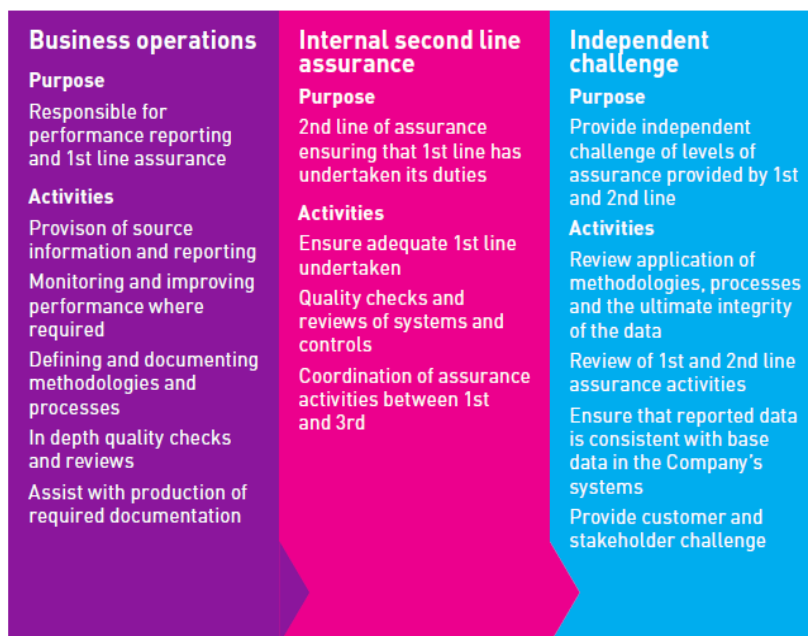 Business operations
Purpose
Responsible for
performance reporting
and 1st line assurance
Activities
Provison of source
information and reporting
Monitoring and improving
performance where
required
Defining and documenting
methodologies and
processes
In depth quality checks
and reviews
Assist with production of
required documentation
Internal second line
assurance
Purpose
2nd line of assurance
ensuring that 1st line has
undertaken its duties
Activities
Ensure adequate 1st line
undertaken
Quality checks and
reviews of systems and
controls
Coordination of assurance
activities between 1st
and 3rd
Independent
challenge
Purpose
Provide independent
challenge of levels of
assurance provided by 1st
and 2nd line
Activities
Review application of
methodologies, processes
and the ultimate integrity
of the data
Review of 1st and 2nd line
assurance activities
Ensure that reported data
is consistent with base
data in the Company's
systems
Provide customer and
stakeholder challenge